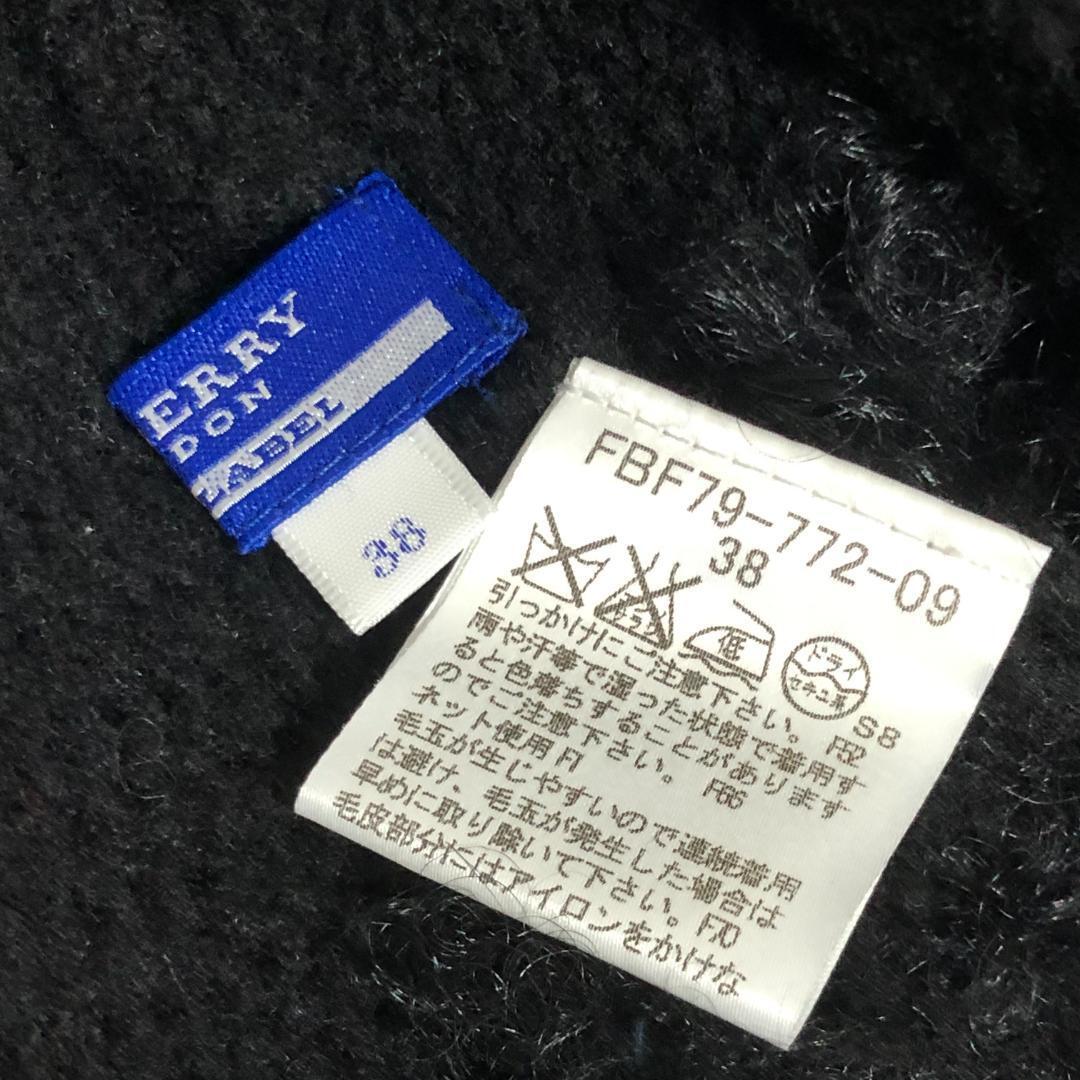 ERRY
DON
LABEL
38
FBF79-772-09
38
低
ドライ
セキユ系
S8
引っかけにご注意下さい。 F52
雨や汗等で湿った状態で着用す
ると色落ちすることがあります
のでご注意下さい。 F65
ネット使用 F1
毛玉が生じやすいので連続着用
は避け、毛玉が発生した場合は
早めに取り除いて下さい。 F70
毛皮部分にはアイロンをかけな